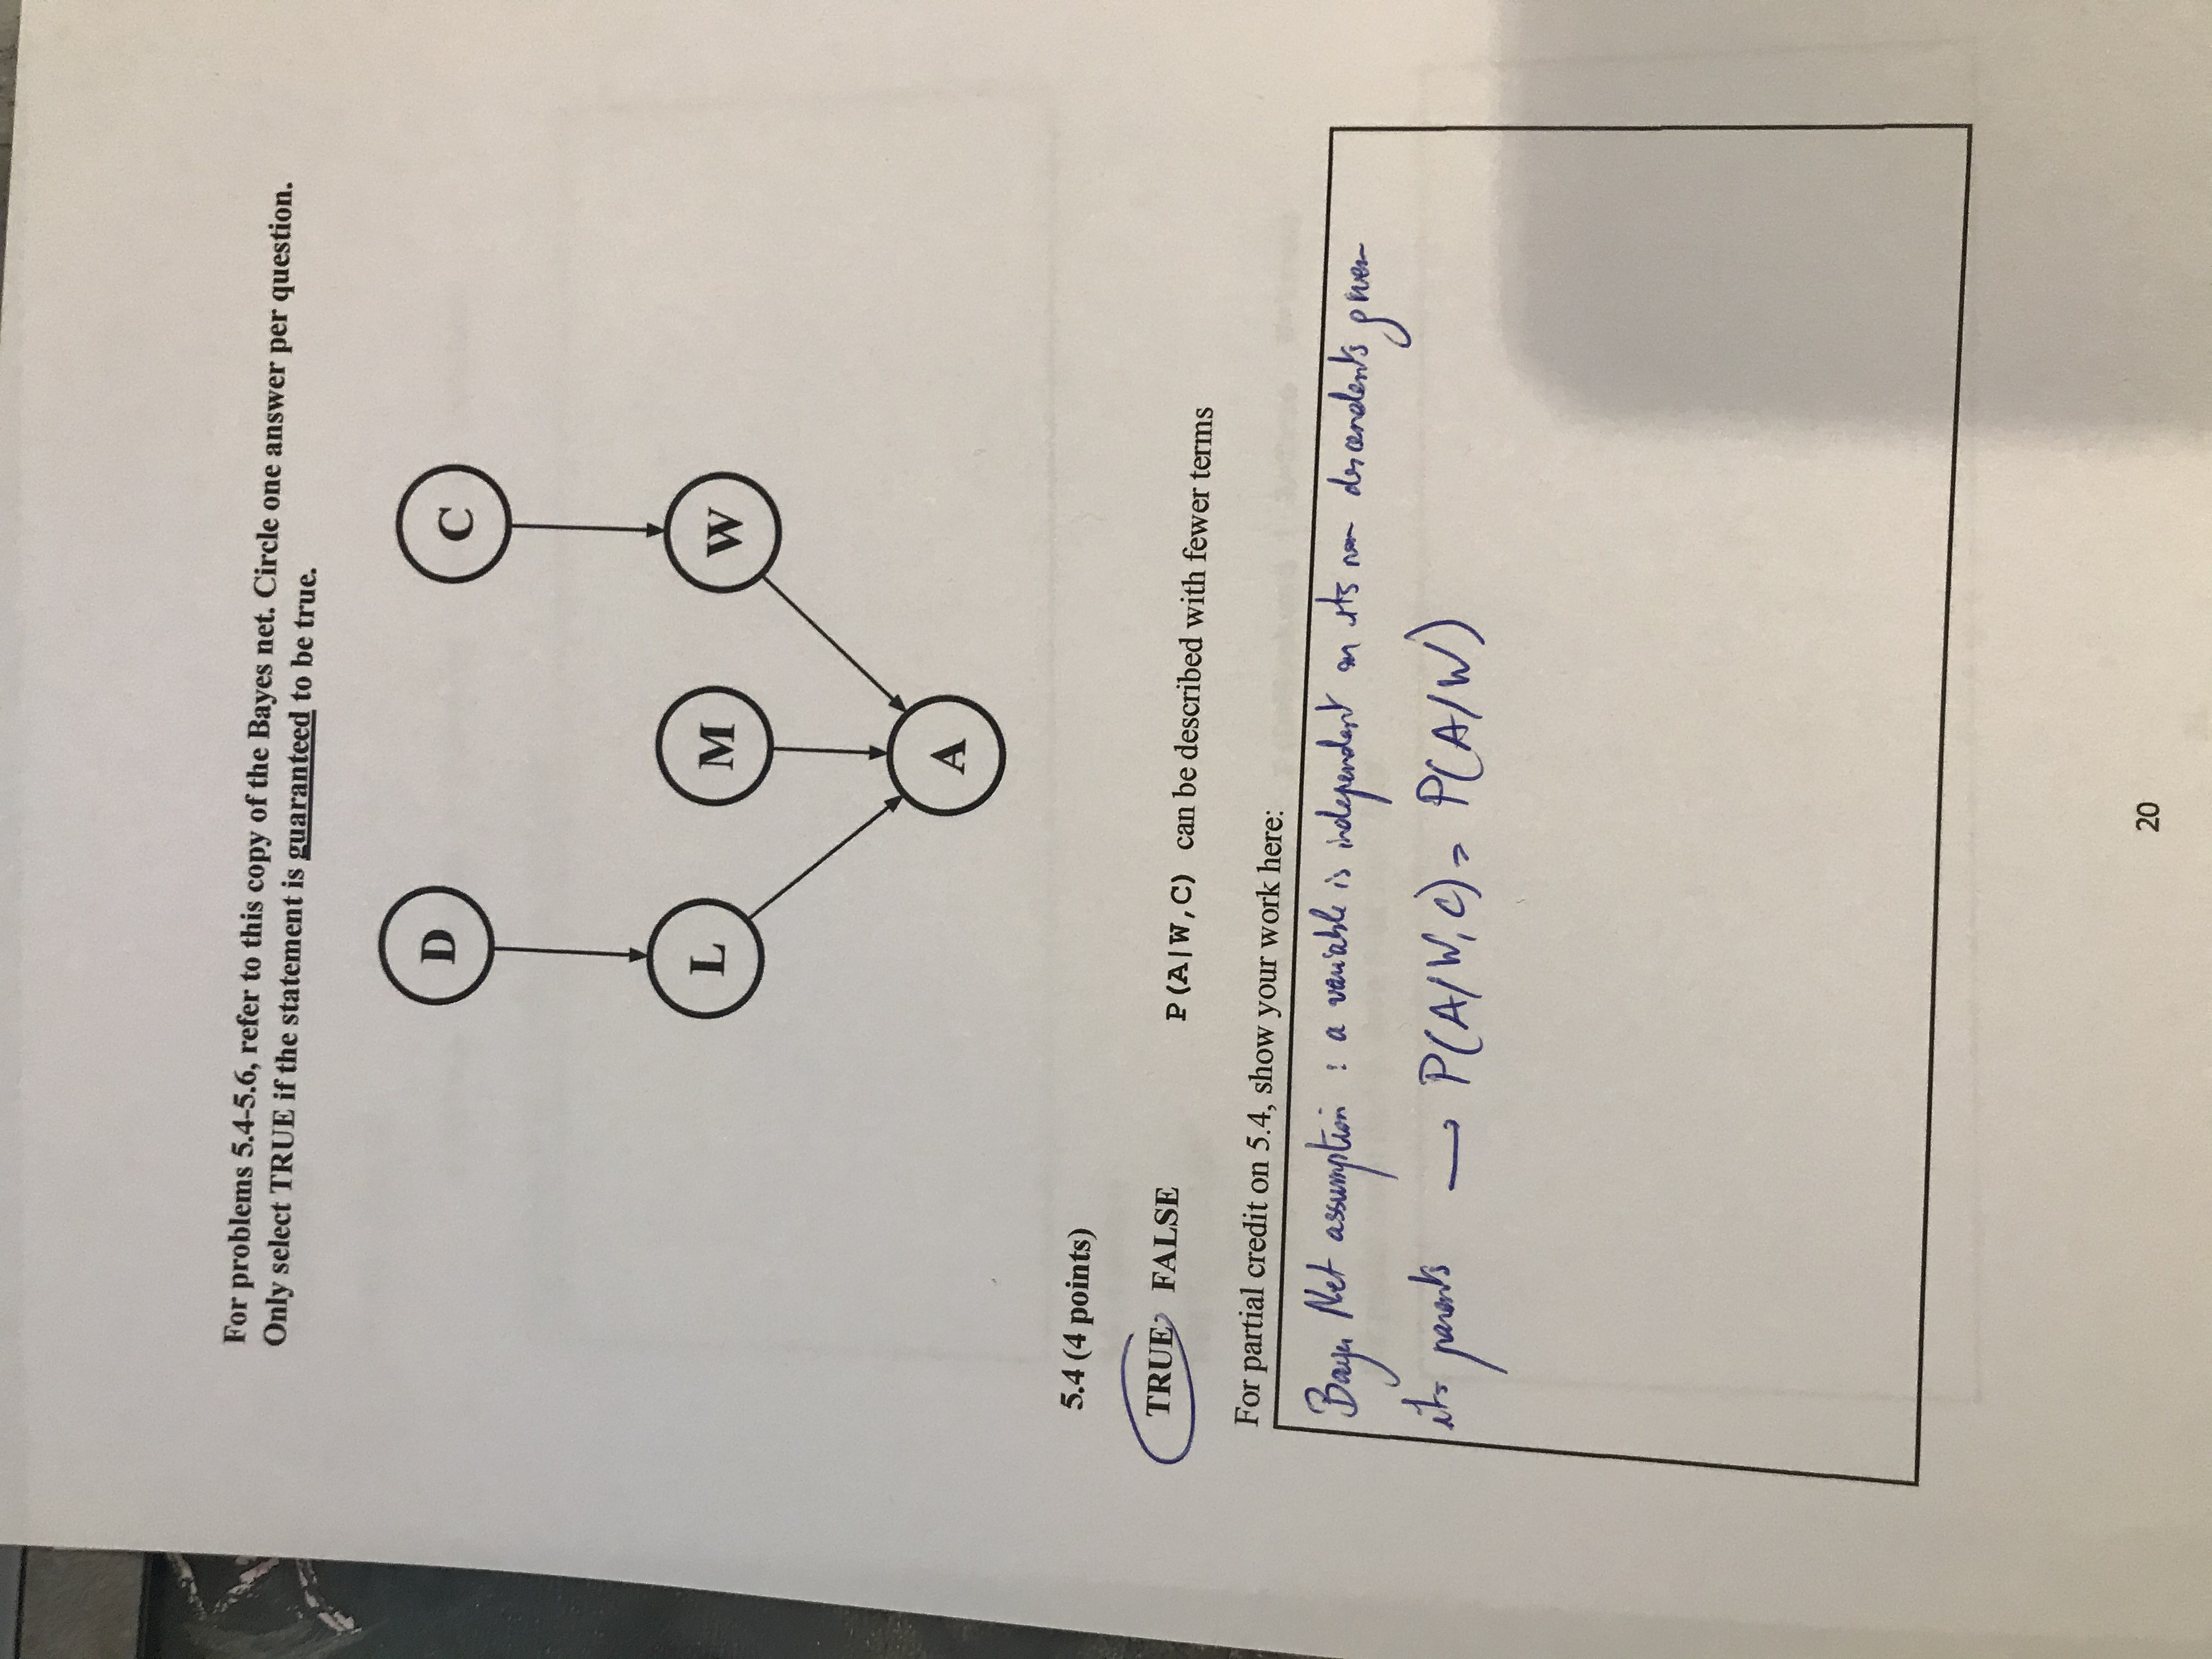 For problems 5.4-5.6, refer to this copy of the Bayes net. Circle one answer per question.
Only select TRUE if the statement is guaranteed to be true.
D
C
L
M
W
A
5.4 (4 points)
TRUE FALSE P(A|W,C) can be described with fewer terms
For partial credit on 5.4, show your work here:
Bayes Net assumption : a variable is independent on its non descendents given
its parents → P(A/W,C) = P(A/W)
20